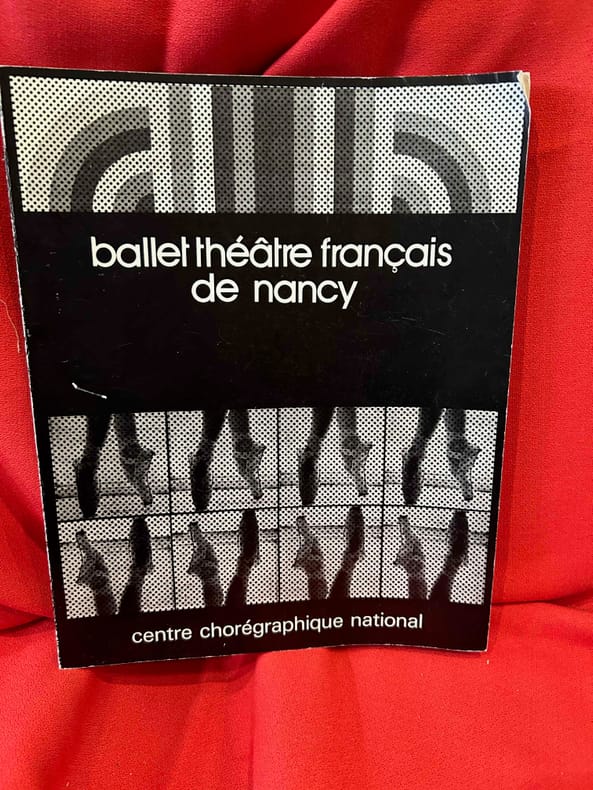 ballet théâtre français
de nancy
centre chorégraphique national